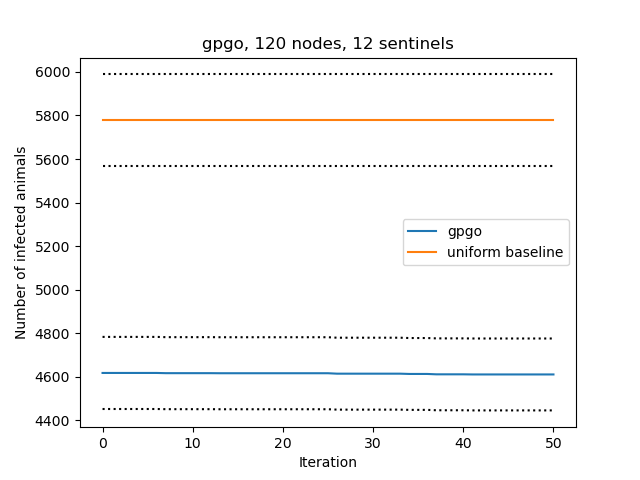 gpgo, 120 nodes, 12 sentinels
6000
5800
5600
5400
5200
5000
4800
4600
4400
Number of infected animals
gpgo
uniform baseline
0 10 20 30 40 50
Iteration